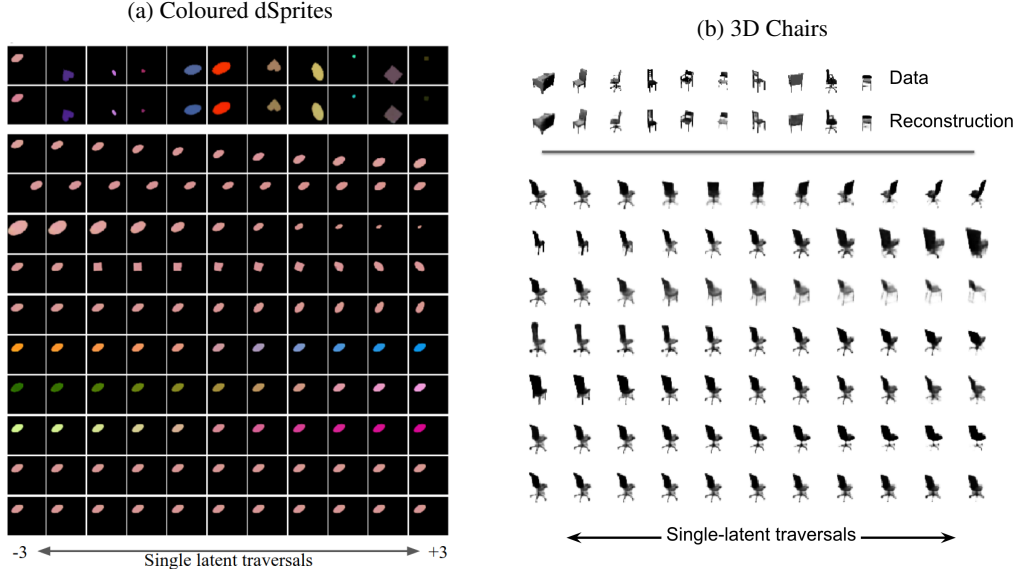 (a) Coloured dSprites
(b) 3D Chairs
Data
Reconstruction
-3
Single latent traversals
+3
Single-latent traversals